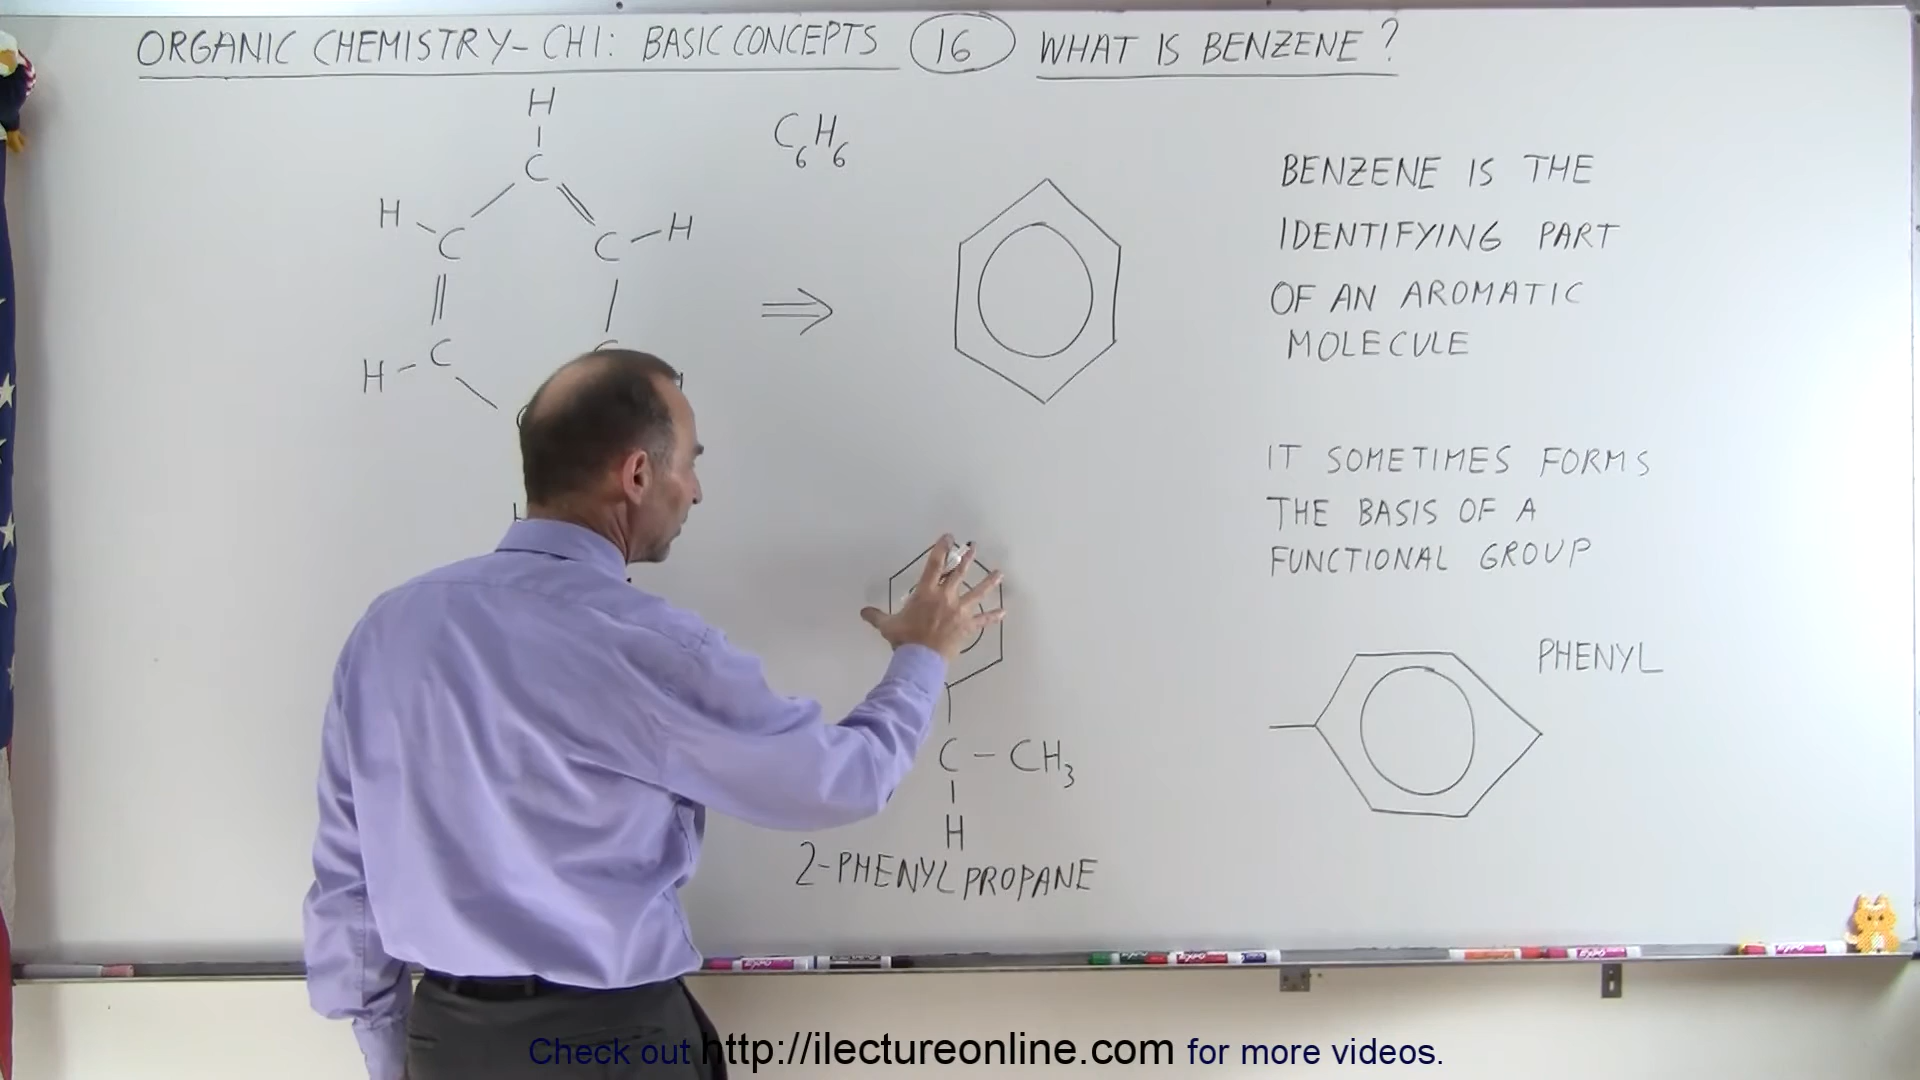 ORGANIC CHEMISTRY - CH1: BASIC CONCEPTS 16 WHAT IS BENZENE?
H
C
H
C
C
H
H
C
C6H6
BENZENE IS THE
IDENTIFYING PART
OF AN AROMATIC
MOLECULE
IT SOMETIMES FORMS
THE BASIS OF A
FUNCTIONAL GROUP
PHENYL
C - CH3
H
2-PHENYL PROPANE
Check out http://ilectureonline.com for more videos.